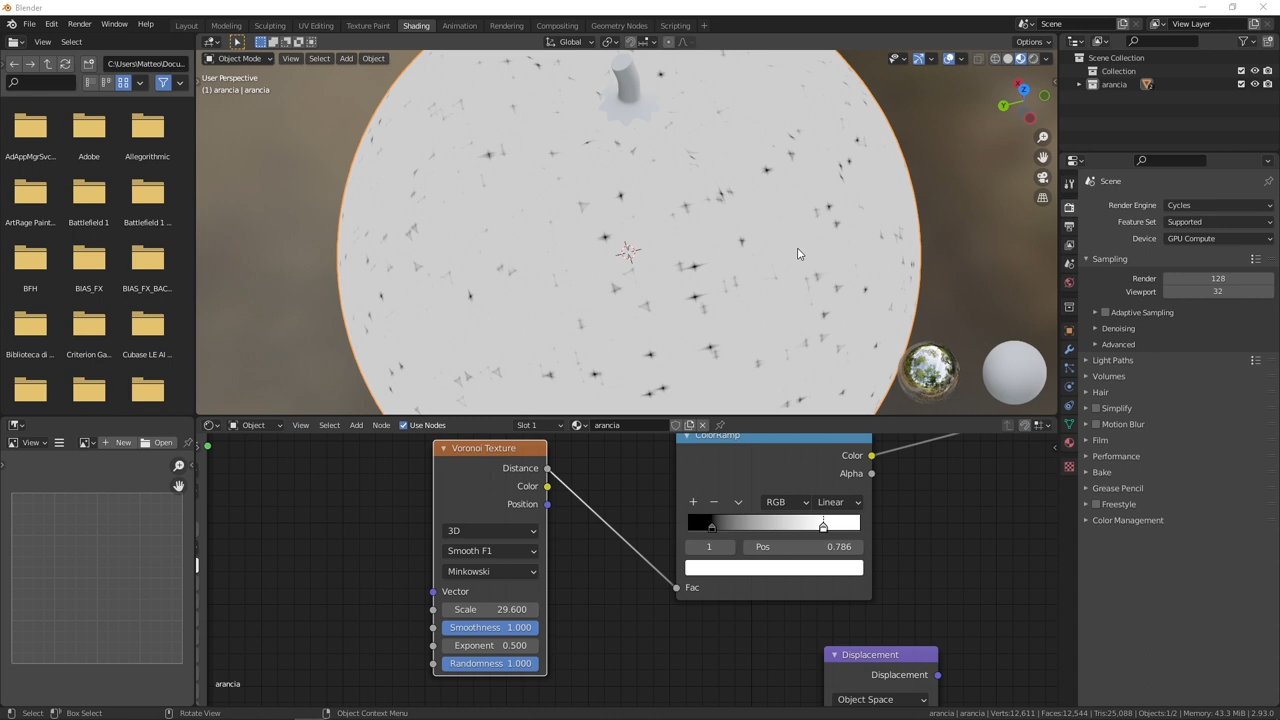 Blender
File Edit Render Window Help
Layout Modeling Sculpting UV Editing Texture Paint Shading Animation Rendering Compositing Geometry Nodes Scripting +
Scene
View Layer
View Select
Global
Options
C:\Users\Matteo\Docu...
Object Mode View Select Add Object
User Perspective
(1) arancia | arancia
Scene Collection
Collection
arancia
X
Y
Z
AdAppMgrSvc...
Adobe
Allegorithmic
ArtRage Paint...
Battlefield 1
Battlefield 1 ...
BFH
BIAS_FX
BIAS_FX_BAC...
Biblioteca di ...
Criterion Ga...
Cubase LE AI ...
Scene
Render Engine Cycles
Feature Set Supported
Device GPU Compute
Sampling
Render 128
Viewport 32
Adaptive Sampling
Denoising
Advanced
Light Paths
Volumes
Hair
Simplify
Motion Blur
Film
Performance
Bake
Grease Pencil
Freestyle
Color Management
View
New
Open
Object View Select Add Node Use Nodes Slot 1 arancia
Voronoi Texture
Distance
Color
Position
3D
Smooth F1
Minkowski
Vector
Scale 29.600
Smoothness 1.000
Exponent 0.500
Randomness 1.000
ColorRamp
Color
Alpha
RGB Linear
1 Pos 0.786
Fac
Displacement
Displacement
Object Space
arancia
Select
Box Select
Rotate View
Object Context Menu
arancia | arancia | Verts:12,611 | Faces:12,544 | Tris:25,088 | Objects:1/2 | Memory: 43.3 MiB | 2.93.0